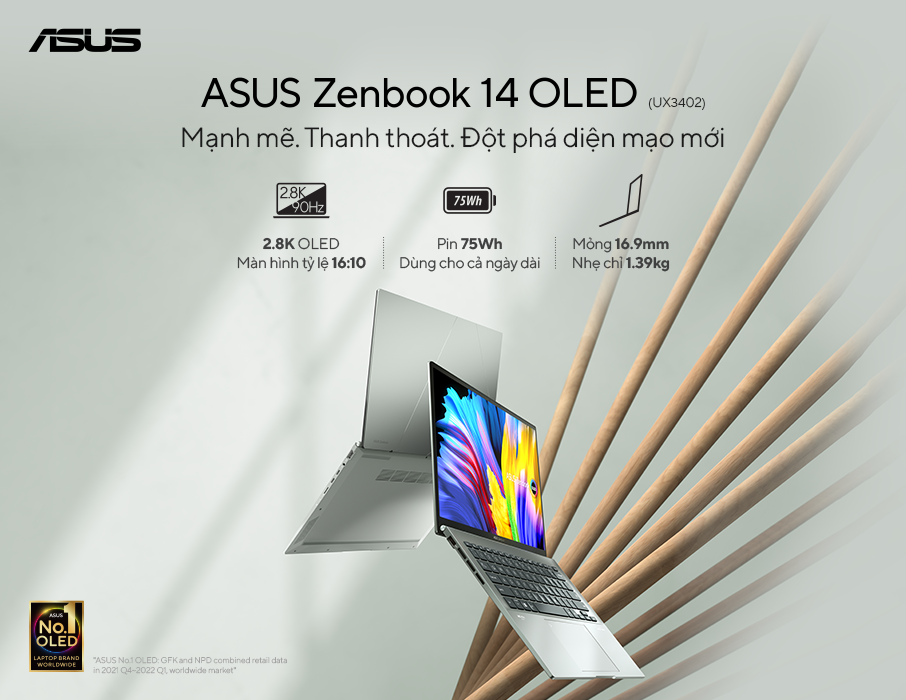 ASUS
ASUS Zenbook 14 OLED (UX3402)
Mạnh mẽ. Thanh thoát. Đột phá diện mạo mới
2.8K
90Hz
75Wh
2.8K OLED
Màn hình tỷ lệ 16:10
Pin 75Wh
Dùng cho cả ngày dài
Mỏng 16.9mm
Nhẹ chỉ 1.39kg
ASUS
No.1
OLED
LAPTOP BRAND
WORLDWIDE
"ASUS No.1 OLED: GFK and NPD combined retail data
in 2021 Q4-2022 Q1, worldwide market"